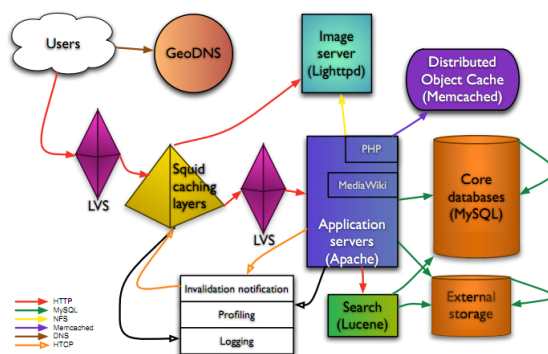 Users
GeoDNS
Image
server
(Lighttpd)
Distributed
Object Cache
(Memcached)
LVS
Squid
caching
layers
LVS
PHP
MediaWiki
Application
servers
(Apache)
Core
databases
(MySQL)
Invalidation notification
Profiling
Logging
Search
(Lucene)
External
storage
HTTP
MySQL
NFS
Memcached
DNS
HTCP